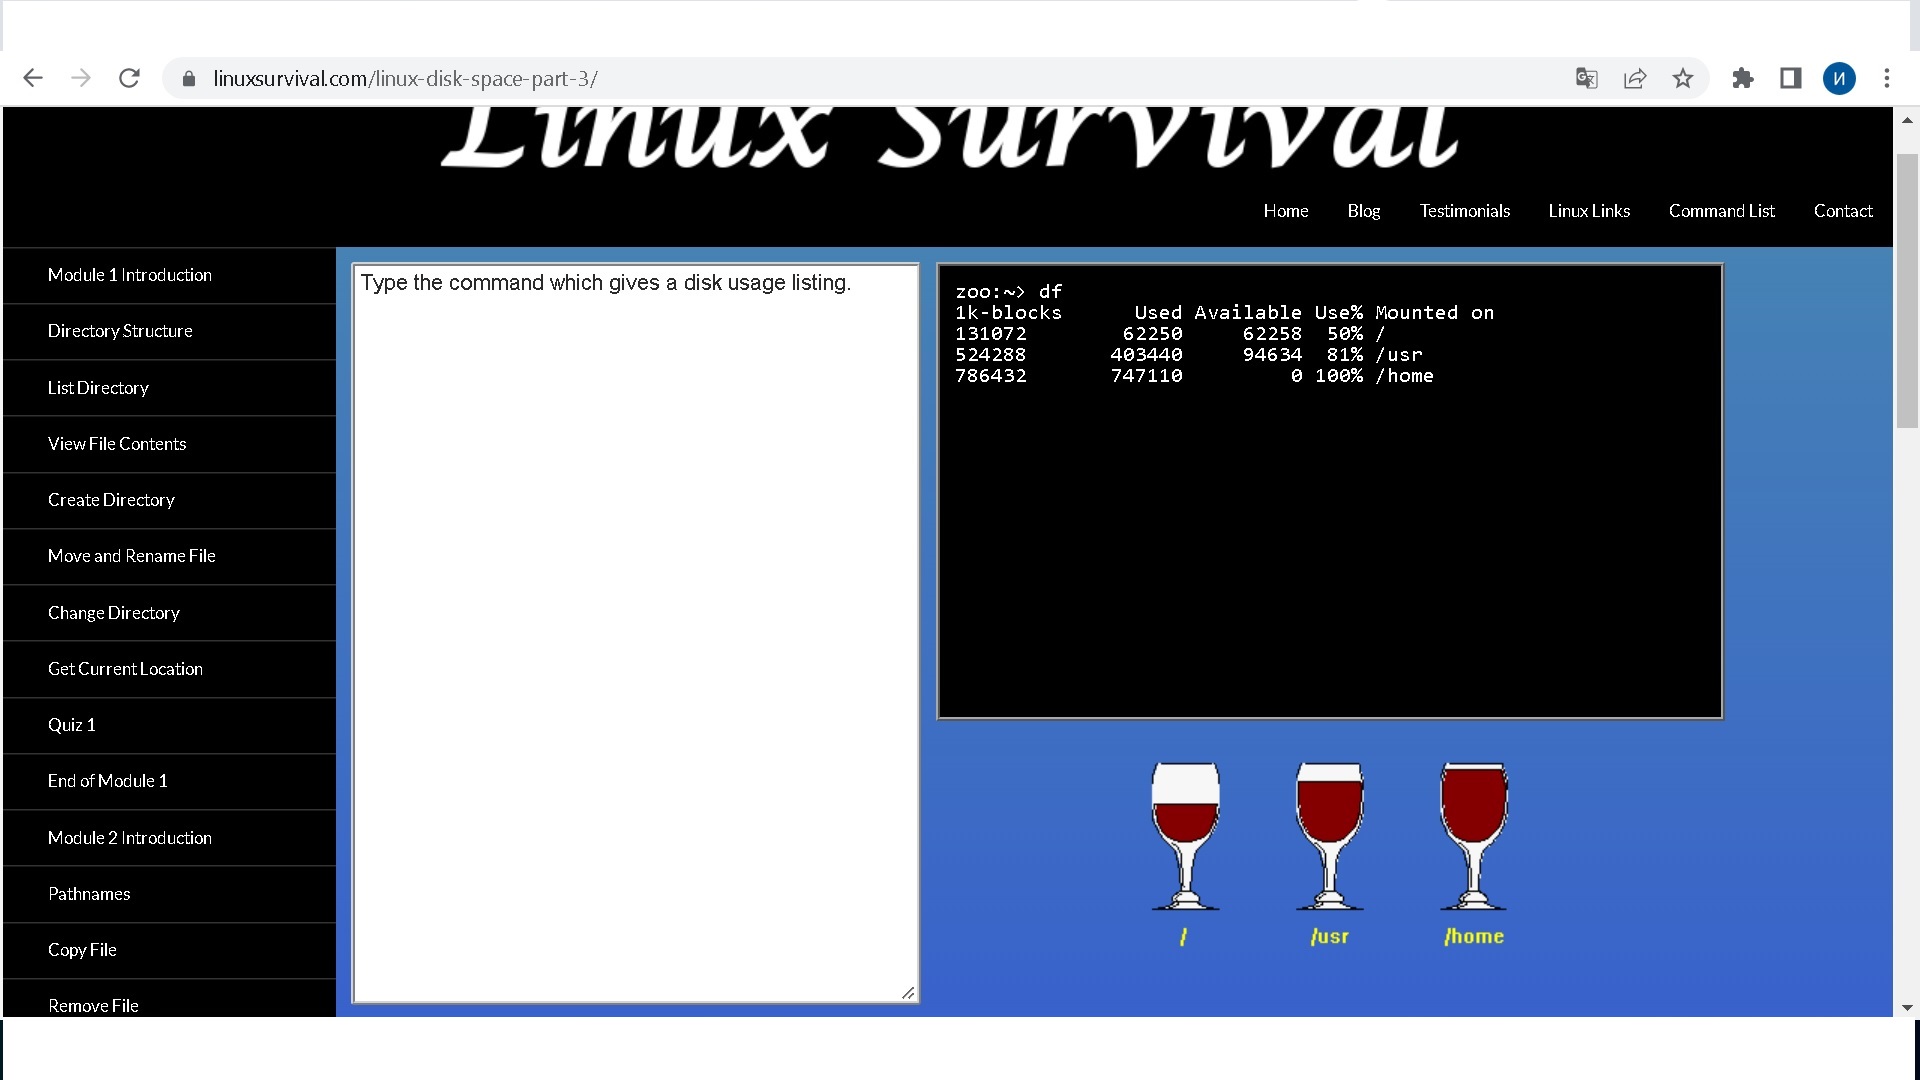 linuxsurvival.com/linux-disk-space-part-3/
И
Linux Survival
Home Blog Testimonials Linux Links Command List Contact
Module 1 Introduction
Directory Structure
List Directory
View File Contents
Create Directory
Move and Rename File
Change Directory
Get Current Location
Quiz 1
End of Module 1
Module 2 Introduction
Pathnames
Copy File
Remove File
Type the command which gives a disk usage listing.
zoo:~> df
1k-blocks Used Available Use% Mounted on
131072 62250 62258 50% /
524288 403440 94634 81% /usr
786432 747110 0 100% /home
/ /usr /home